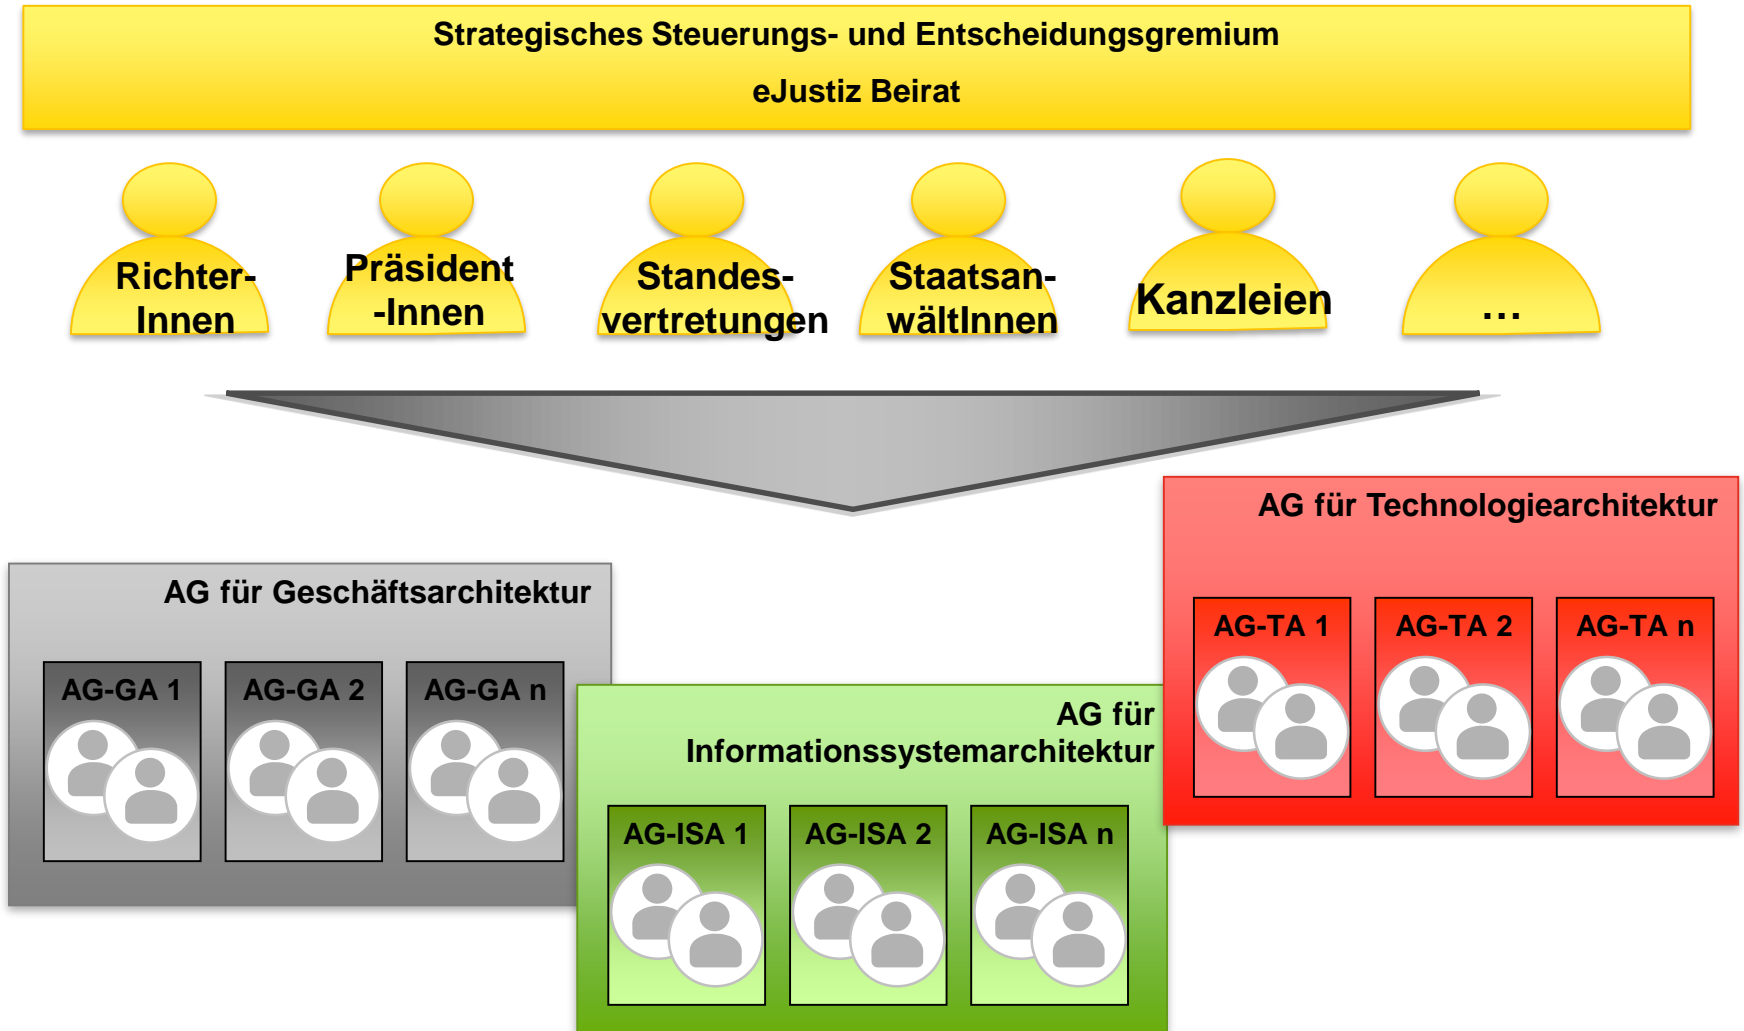 Strategisches Steuerungs- und Entscheidungsgremium
eJustiz Beirat
Richter-
Innen
Präsident
-Innen
Standes-
vertretungen
Staatsan-
wältInnen
Kanzleien
...
AG für Geschäftsarchitektur
AG-GA 1
AG-GA 2
AG-GA n
AG für
Informationssystemarchitektur
AG-ISA 1
AG-ISA 2
AG-ISA n
AG für Technologiearchitektur
AG-TA 1
AG-TA 2
AG-TA n